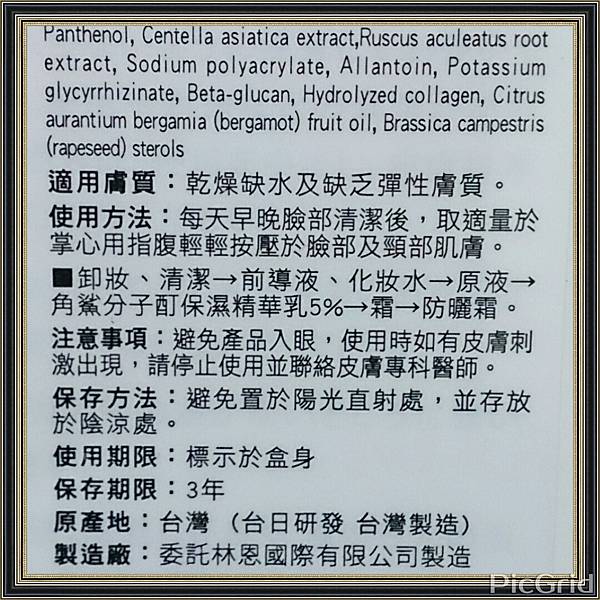 Panthenol, Centella asiatica extract,Ruscus aculeatus root
extract, Sodium polyacrylate, Allantoin, Potassium
glycyrrhizinate, Beta-glucan, Hydrolyzed collagen, Citrus
aurantium bergamia (bergamot) fruit oil, Brassica campestris
(rapeseed) sterols
適用膚質：乾燥缺水及缺乏彈性膚質。
使用方法：每天早晚臉部清潔後，取適量於
掌心用指腹輕輕按壓於臉部及頸部肌膚。
■卸妝、清潔→前導液、化妝水→原液→
角鯊分子酊保濕精華乳5%→霜→防曬霜。
注意事項：避免產品入眼，使用時如有皮膚刺
激出現，請停止使用並聯絡皮膚專科醫師。
保存方法：避免置於陽光直射處，並存放
於陰涼處。
使用期限：標示於盒身
保存期限：3年
原產地：台灣（台日研發 台灣製造）
製造廠：委託林恩國際有限公司製造
PicGrid